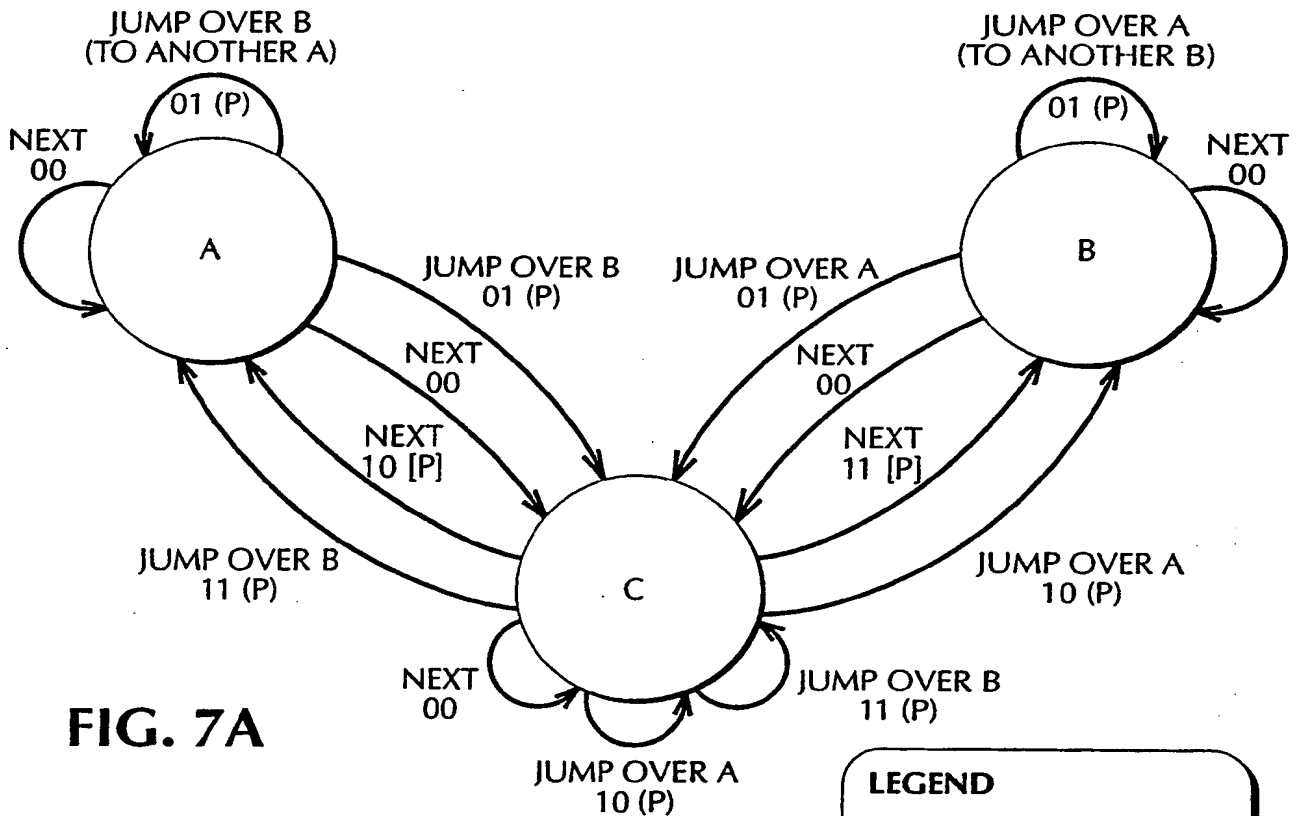 JUMP OVER B
(TO ANOTHER A)
01 (P)
NEXT
00
A
JUMP OVER A
(TO ANOTHER B)
01 (P)
NEXT
00
B
JUMP OVER B
01 (P)
JUMP OVER A
01 (P)
NEXT
00
NEXT
00
NEXT
10 [P]
NEXT
11 [P]
JUMP OVER B
11 (P)
JUMP OVER A
10 (P)
C
NEXT
00
JUMP OVER B
11 (P)
JUMP OVER A
10 (P)
FIG. 7A
LEGEND